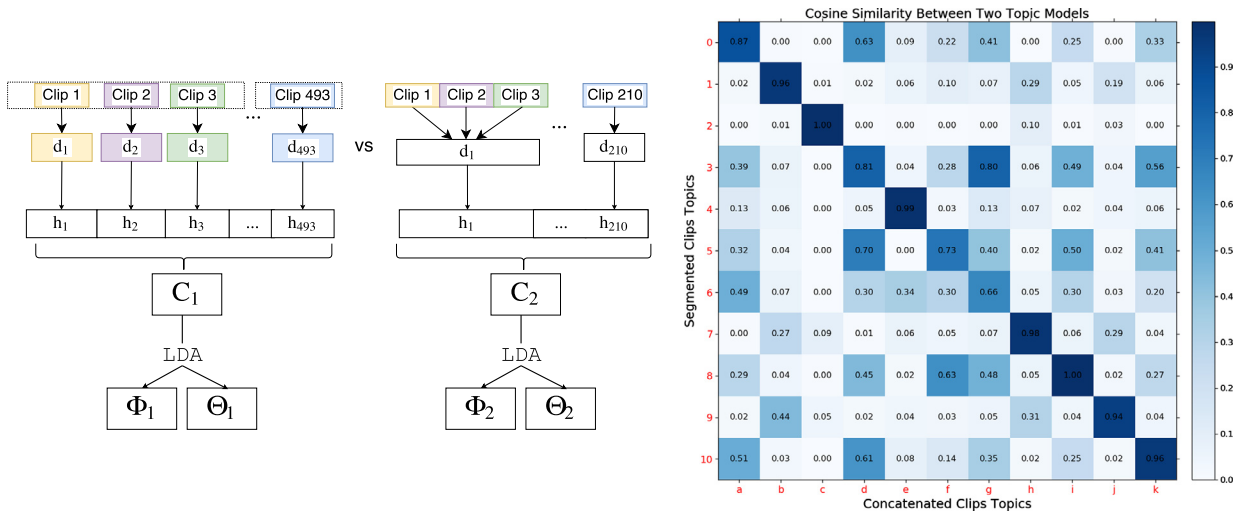 Clip 1 Clip 2 Clip 3 ... Clip 493
d1 d2 d3 d493
h1 h2 h3 ... h493
C1
LDA
Φ1 Θ1
vs
Clip 1 Clip 2 Clip 3 ... Clip 210
d1 d210
h1 ... h210
C2
LDA
Φ2 Θ2
Cosine Similarity Between Two Topic Models
Segmented Clips Topics
0 0.87 0.00 0.00 0.63 0.09 0.22 0.41 0.00 0.25 0.00 0.33
1 0.02 0.96 0.01 0.02 0.06 0.10 0.07 0.29 0.00 0.19 0.06
2 0.00 0.01 1.00 0.00 0.00 0.00 0.00 0.10 0.01 0.03 0.00
3 0.39 0.07 0.00 0.81 0.04 0.28 0.80 0.06 0.49 0.04 0.56
4 0.13 0.06 0.00 0.05 0.99 0.03 0.13 0.07 0.02 0.04 0.06
5 0.32 0.04 0.00 0.70 0.00 0.73 0.40 0.02 0.50 0.02 0.41
6 0.49 0.07 0.00 0.30 0.34 0.30 0.66 0.05 0.30 0.03 0.20
7 0.00 0.27 0.09 0.01 0.06 0.05 0.07 0.98 0.06 0.29 0.04
8 0.29 0.04 0.00 0.45 0.02 0.63 0.48 0.05 1.00 0.02 0.27
9 0.02 0.44 0.05 0.02 0.04 0.03 0.05 0.31 0.04 0.94 0.04
10 0.51 0.03 0.00 0.61 0.08 0.14 0.35 0.02 0.25 0.02 0.96
a b c d e f g h i j k
Concatenated Clips Topics
0.9
0.8
0.7
0.6
0.5
0.4
0.3
0.2
0.1
0.0